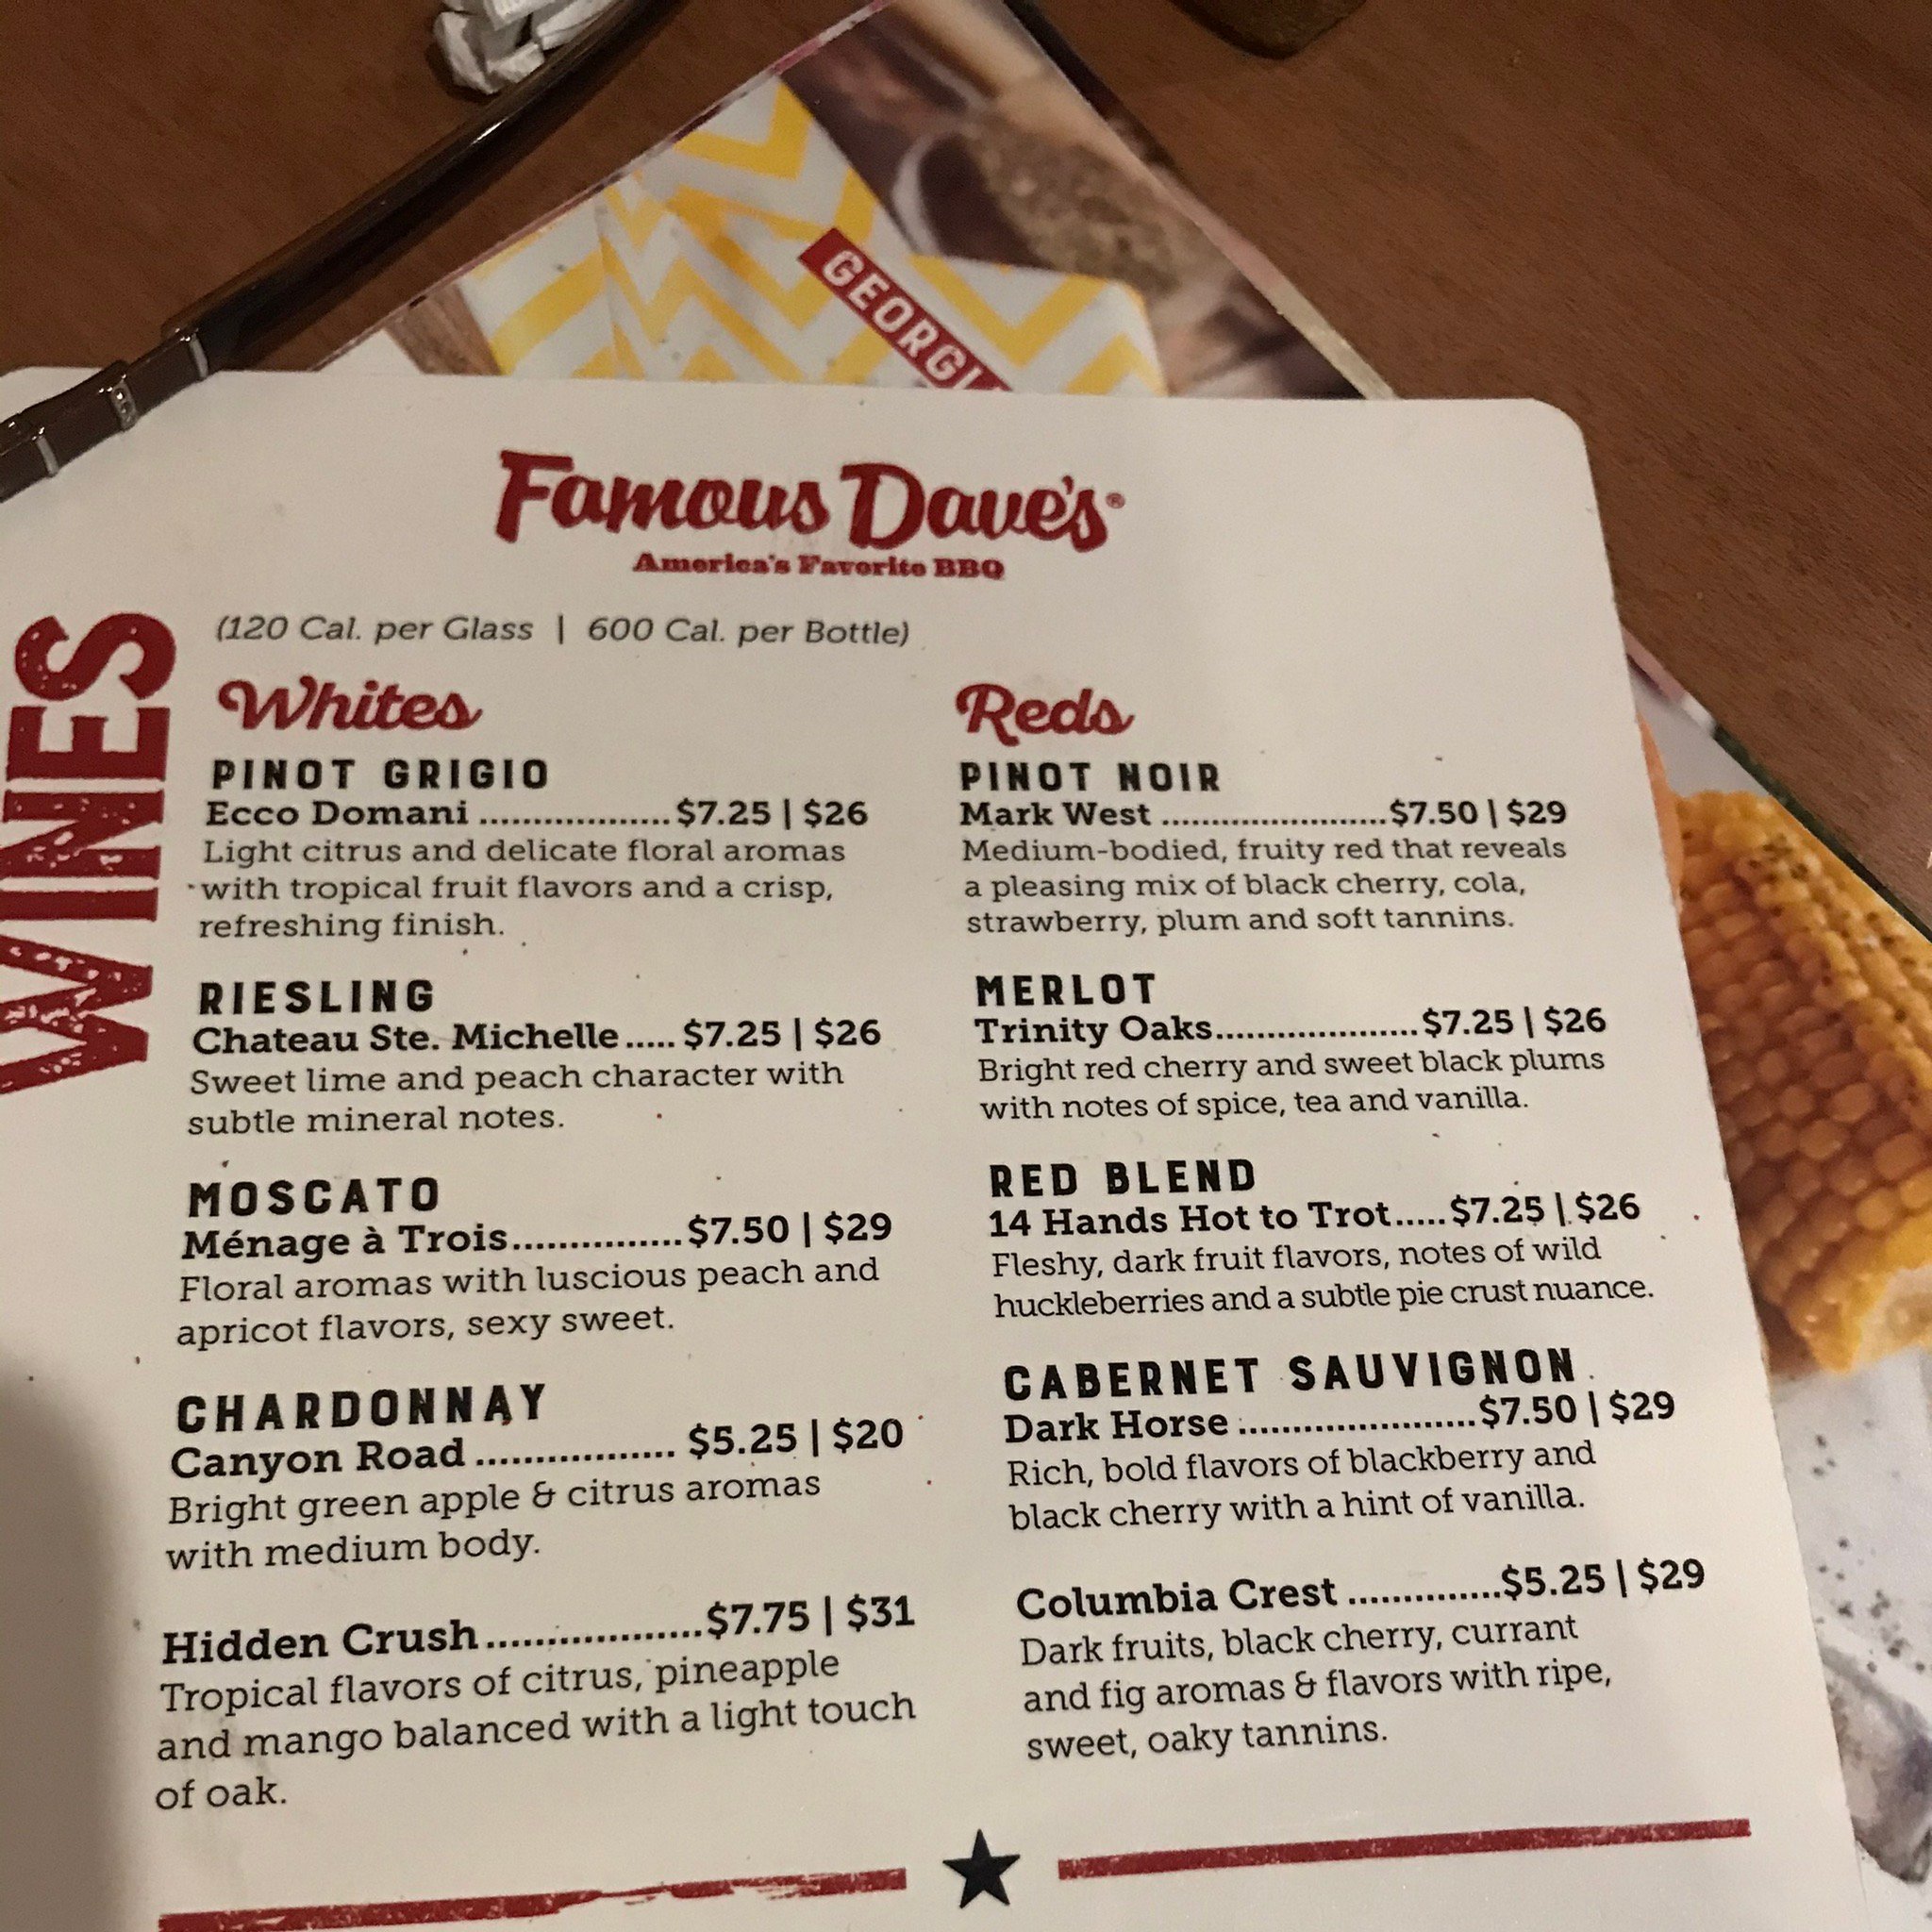 GEORGI
Famous Dave's®
America's Favorite BBQ
WINES
(120 Cal. per Glass | 600 Cal. per Bottle)
Whites
PINOT GRIGIO
Ecco Domani ................... $7.25 | $26
Light citrus and delicate floral aromas
with tropical fruit flavors and a crisp,
refreshing finish.
RIESLING
Chateau Ste. Michelle ..... $7.25 | $26
Sweet lime and peach character with
subtle mineral notes.
MOSCATO
Ménage à Trois................ $7.50 | $29
Floral aromas with luscious peach and
apricot flavors, sexy sweet.
CHARDONNAY
Canyon Road .................. $5.25 | $20
Bright green apple & citrus aromas
with medium body.
Hidden Crush................... $7.75 | $31
Tropical flavors of citrus, pineapple
and mango balanced with a light touch
of oak.
Reds
PINOT NOIR
Mark West ....................... $7.50 | $29
Medium-bodied, fruity red that reveals
a pleasing mix of black cherry, cola,
strawberry, plum and soft tannins.
MERLOT
Trinity Oaks.................... $7.25 | $26
Bright red cherry and sweet black plums
with notes of spice, tea and vanilla.
RED BLEND
14 Hands Hot to Trot..... $7.25 | $26
Fleshy, dark fruit flavors, notes of wild
huckleberries and a subtle pie crust nuance.
CABERNET SAUVIGNON
Dark Horse ...................... $7.50 | $29
Rich, bold flavors of blackberry and
black cherry with a hint of vanilla.
Columbia Crest ............... $5.25 | $29
Dark fruits, black cherry, currant
and fig aromas & flavors with ripe,
sweet, oaky tannins.